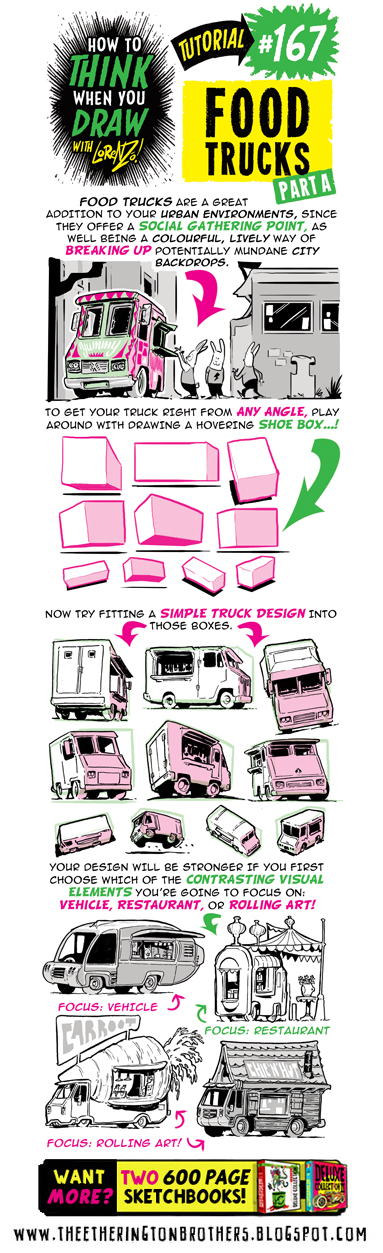 HOW TO
THINK
WHEN YOU
DRAW
WITH LORENZO!
TUTORIAL
#167
FOOD
TRUCKS
PART A
FOOD TRUCKS ARE A GREAT
ADDITION TO YOUR URBAN ENVIRONMENTS, SINCE
THEY OFFER A SOCIAL GATHERING POINT, AS
WELL BEING A COLOURFUL, LIVELY WAY OF
BREAKING UP POTENTIALLY MUNDANE CITY
BACKDROPS.
TO GET YOUR TRUCK RIGHT FROM ANY ANGLE, PLAY
AROUND WITH DRAWING A HOVERING SHOE BOX...!
NOW TRY FITTING A SIMPLE TRUCK DESIGN INTO
THOSE BOXES.
YOUR DESIGN WILL BE STRONGER IF YOU FIRST
CHOOSE WHICH OF THE CONTRASTING VISUAL
ELEMENTS YOU'RE GOING TO FOCUS ON:
VEHICLE, RESTAURANT, OR ROLLING ART!
FOCUS: VEHICLE
FOCUS: RESTAURANT
CARROOT
FOCUS: ROLLING ART!
WANT
MORE?
TWO 600 PAGE
SKETCHBOOKS!
DELUXE
WWW.THEETHERINGTONBROTHERS.BLOGSPOT.COM